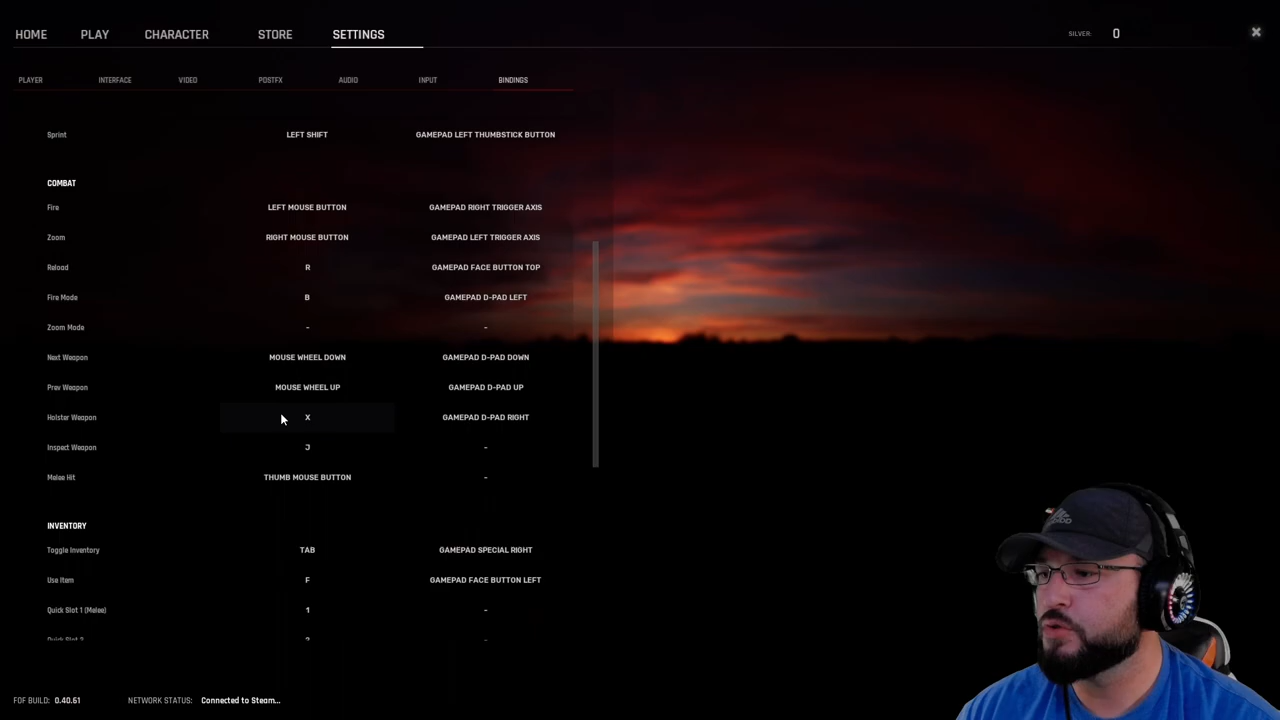 HOME PLAY CHARACTER STORE SETTINGS SILVER: 0
PLAYER INTERFACE VIDEO POSTFX AUDIO INPUT BINDINGS
Sprint LEFT SHIFT GAMEPAD LEFT THUMBSTICK BUTTON
COMBAT
Fire LEFT MOUSE BUTTON GAMEPAD RIGHT TRIGGER AXIS
Zoom RIGHT MOUSE BUTTON GAMEPAD LEFT TRIGGER AXIS
Reload R GAMEPAD FACE BUTTON TOP
Fire Mode B GAMEPAD D-PAD LEFT
Zoom Mode - -
Next Weapon MOUSE WHEEL DOWN GAMEPAD D-PAD DOWN
Prev Weapon MOUSE WHEEL UP GAMEPAD D-PAD UP
Holster Weapon X GAMEPAD D-PAD RIGHT
Inspect Weapon J -
Melee Hit THUMB MOUSE BUTTON -
INVENTORY
Toggle Inventory TAB GAMEPAD SPECIAL RIGHT
Use Item F GAMEPAD FACE BUTTON LEFT
Quick Slot 1 (Melee) 1 -
Quick Slot 2 2 -
FOF BUILD: 0.40.61 NETWORK STATUS: Connected to Steam...